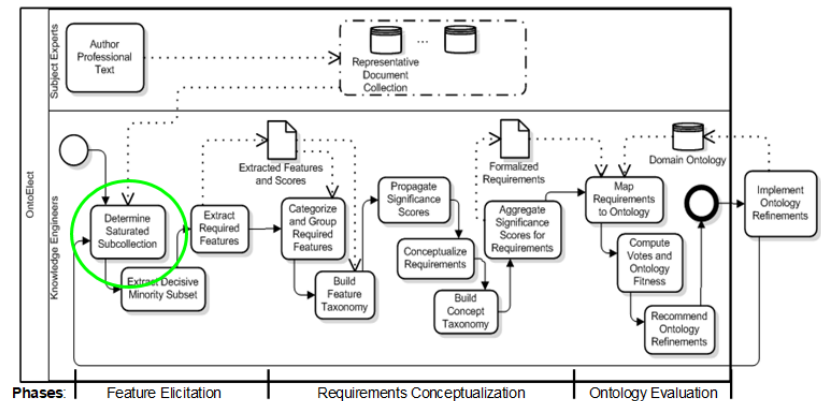 OntoElect
Subject Experts
Author
Professional
Text
...
Representative
Document
Collection
Knowledge Engineers
Extracted Features
and Scores
Formalized
Requirements
Domain Ontology
Determine
Saturated
Subcollection
Extract Decisive
Minority Subset
Extract
Required
Features
Categorize
and Group
Required
Features
Build
Feature
Taxonomy
Propagate
Significance
Scores
Conceptualize
Requirements
Build
Concept
Taxonomy
Aggregate
Significance
Scores for
Requirements
Map
Requirements
to Ontology
Compute
Votes and
Ontology
Fitness
Recommend
Ontology
Refinements
Implement
Ontology
Refinements
Phases: Feature Elicitation Requirements Conceptualization Ontology Evaluation